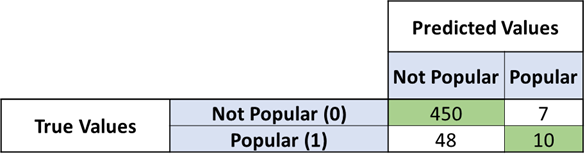 Predicted Values
Not Popular Popular
True Values Not Popular (0) 450 7
Popular (1) 48 10